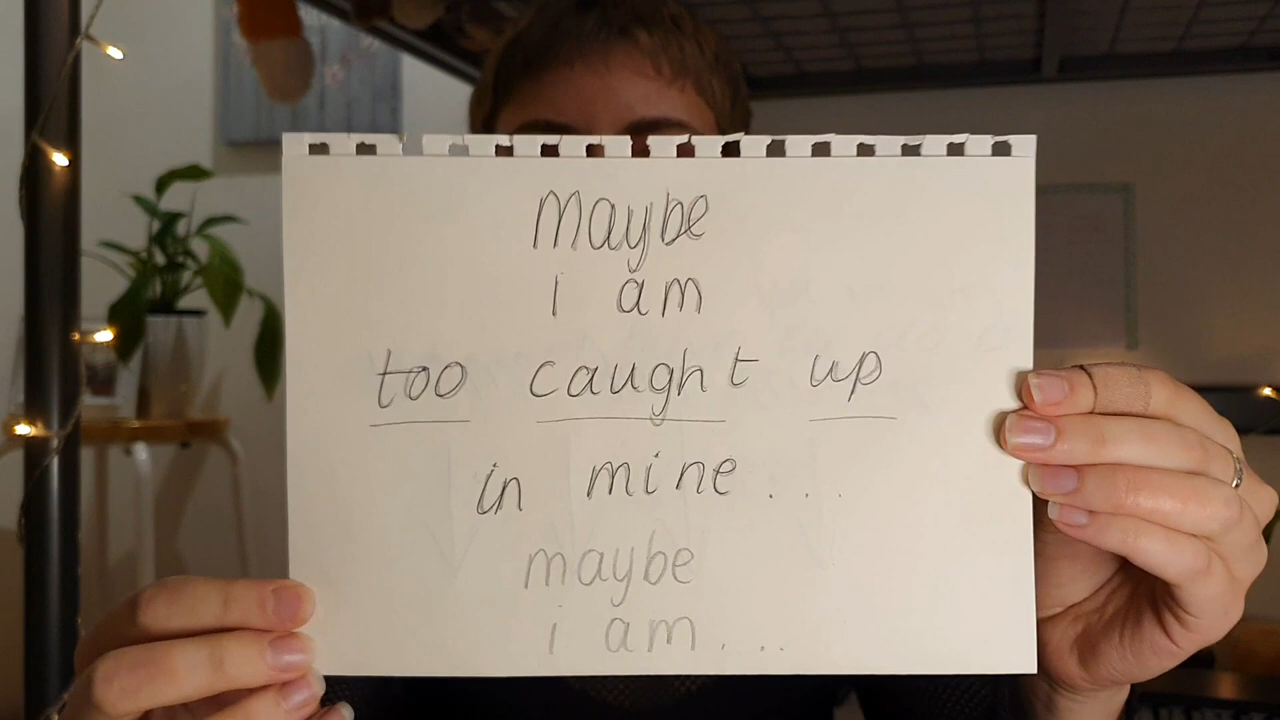 Maybe
i am
too caught up
in mine...
maybe
i am...